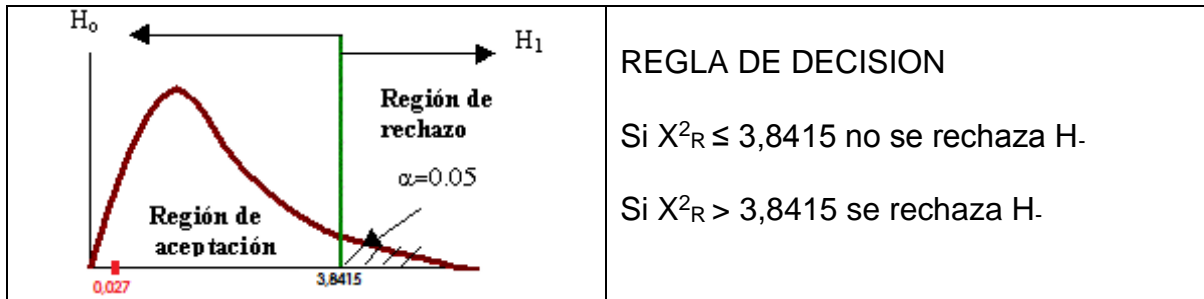 Ho
H1
Región de
rechazo
α=0.05
Región de
aceptación
0,027
3,8415
REGLA DE DECISION
Si X²R ≤ 3,8415 no se rechaza H-
Si X²R > 3,8415 se rechaza H-